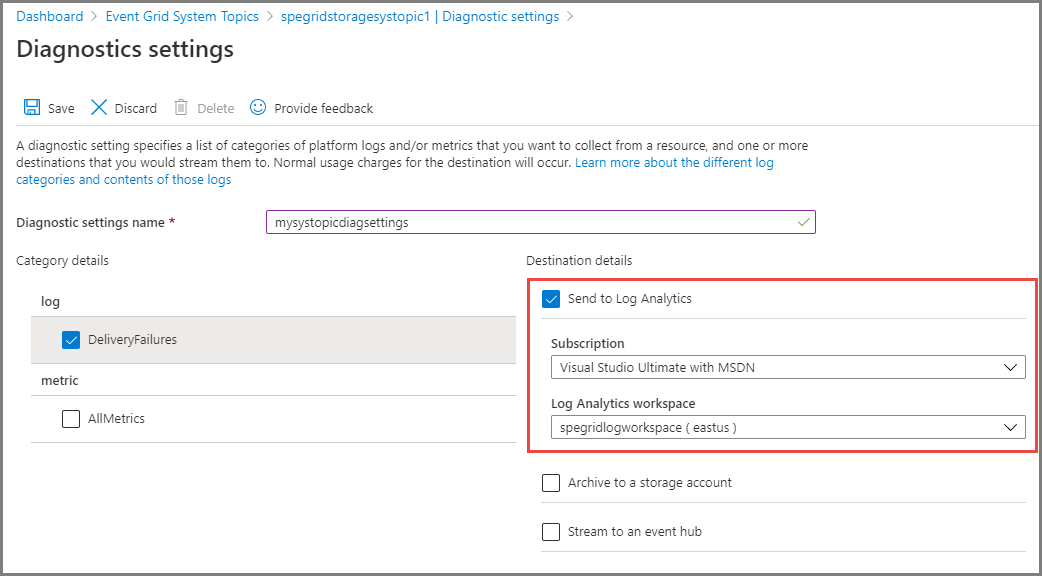 Dashboard > Event Grid System Topics > spegridstoragesystopic1 | Diagnostic settings >
Diagnostics settings
Save Discard Delete Provide feedback
A diagnostic setting specifies a list of categories of platform logs and/or metrics that you want to collect from a resource, and one or more
destinations that you would stream them to. Normal usage charges for the destination will occur. Learn more about the different log
categories and contents of those logs
Diagnostic settings name *
mysystopicdiagsettings
Category details
log
DeliveryFailures
metric
AllMetrics
Destination details
Send to Log Analytics
Subscription
Visual Studio Ultimate with MSDN
Log Analytics workspace
spegridlogworkspace ( eastus )
Archive to a storage account
Stream to an event hub